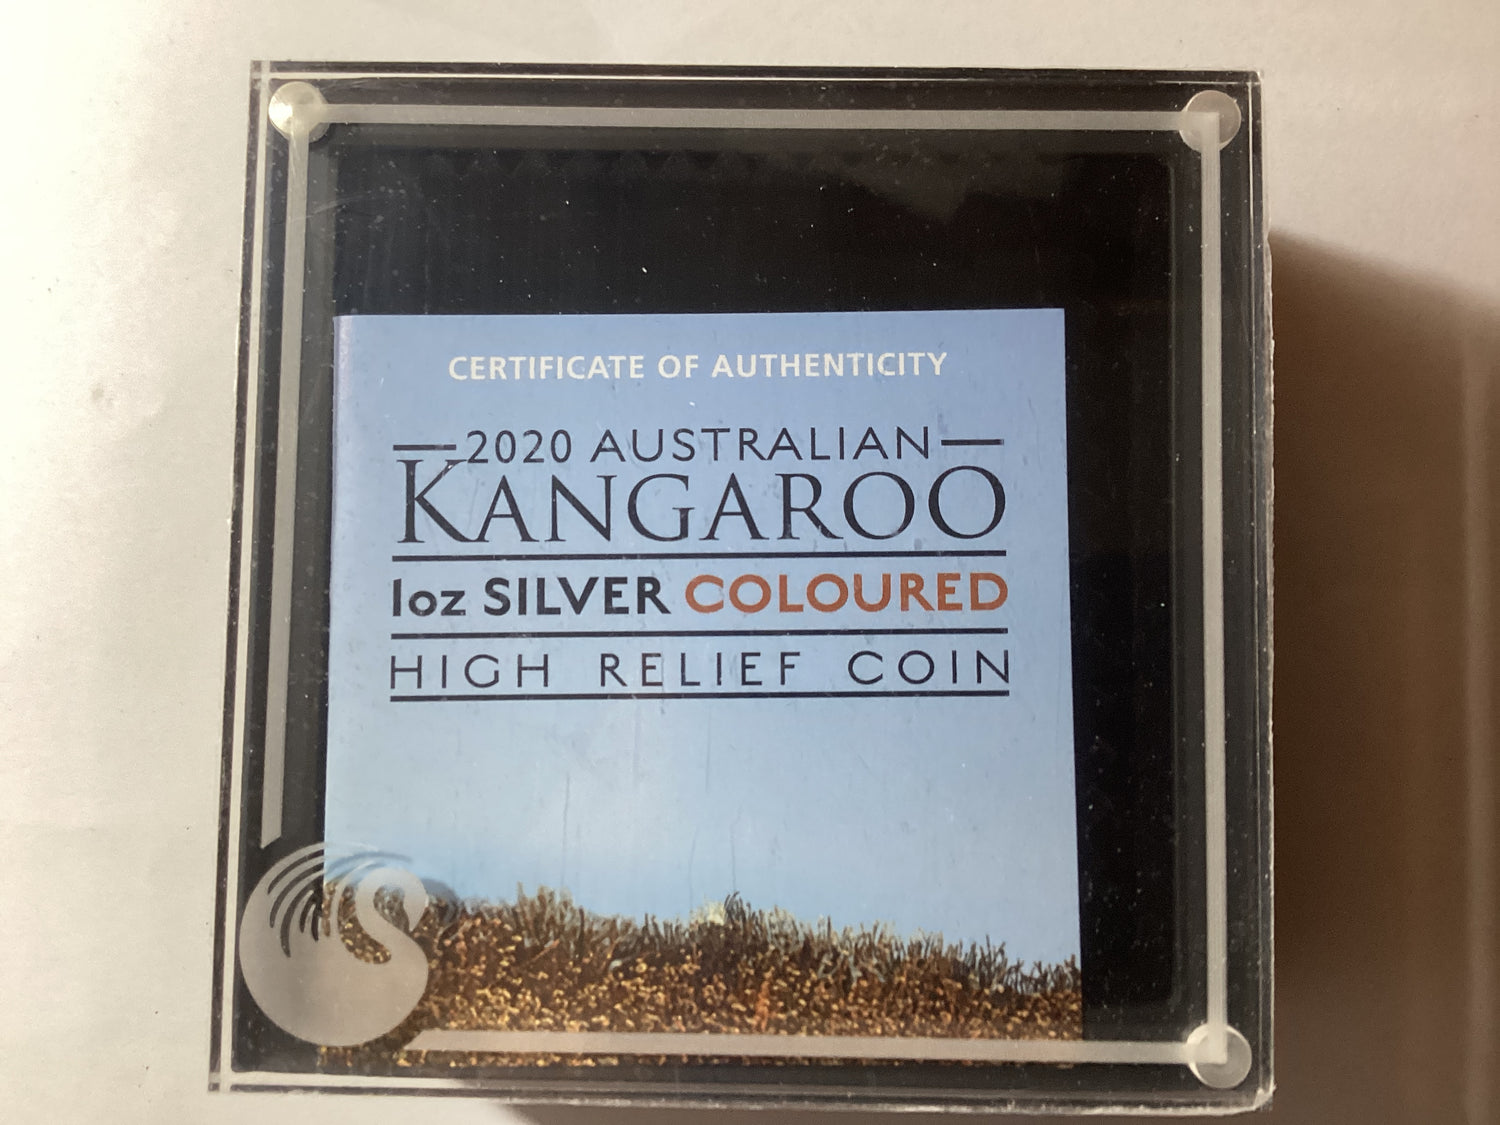 CERTIFICATE OF AUTHENTICITY
2020 AUSTRALIAN
KANGAROO
1oz SILVER COLOURED
HIGH RELIEF COIN